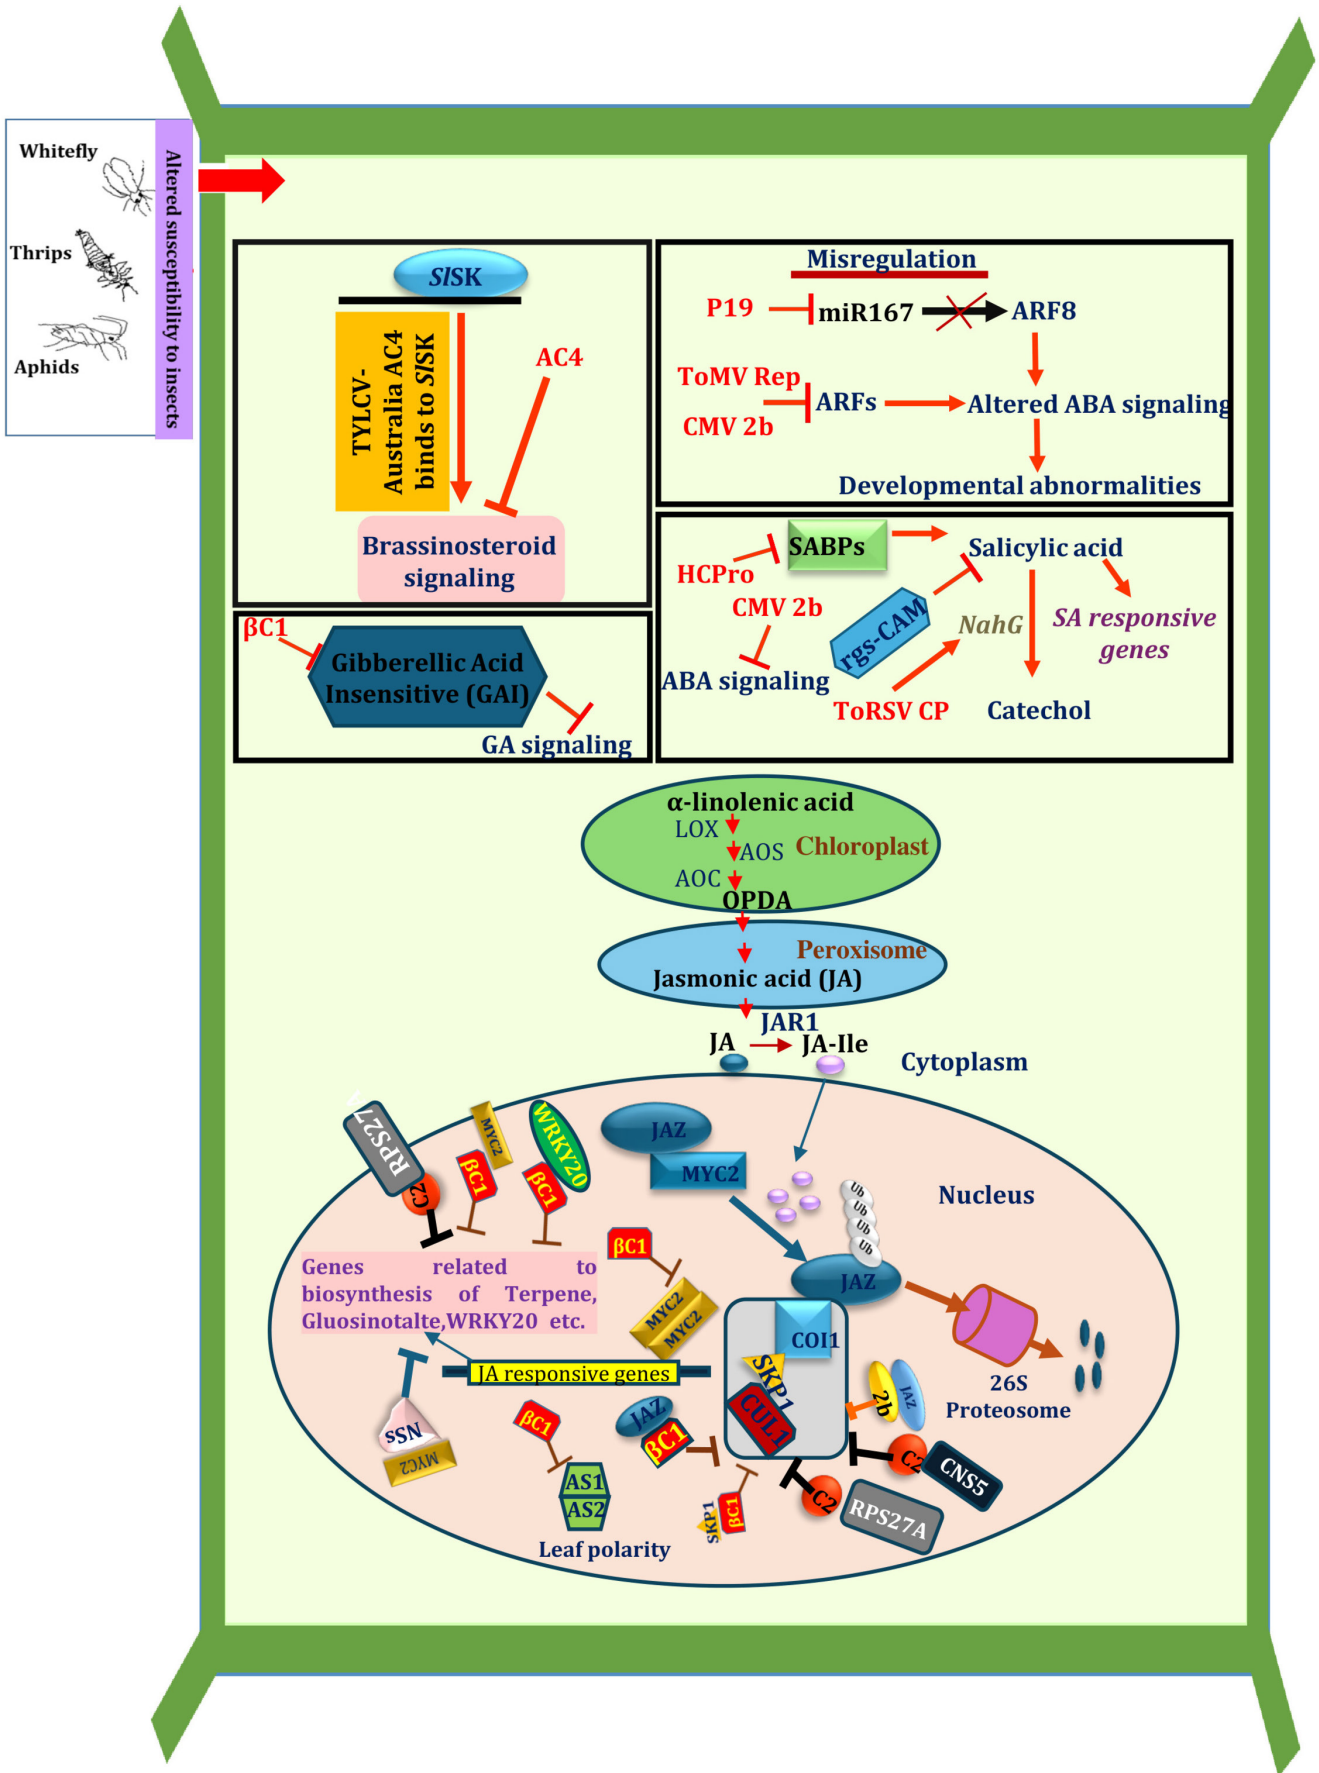 Whitefly
Thrips
Aphids
Altered susceptibility to insects
SlSK
TYLCV-
Australia AC4
binds to SlSK
AC4
Brassinosteroid
signaling
Misregulation
P19
miR167
ARF8
ToMV Rep
CMV 2b
ARFs
Altered ABA signaling
Developmental abnormalities
βC1
Gibberellic Acid
Insensitive (GAI)
GA signaling
SABPs
Salicylic acid
HCPro
CMV 2b
rgs-CAM
NahG
SA responsive
genes
ABA signaling
ToRSV CP
Catechol
α-linolenic acid
LOX
AOS
Chloroplast
AOC
OPDA
Peroxisome
Jasmonic acid (JA)
JAR1
JA
JA-Ile
Cytoplasm
RPS27
C2
MYC2
βC1
WRKY20
βC1
JAZ
MYC2
Nucleus
Ub
Ub
Ub
Ub
JAZ
Genes related to
biosynthesis of Terpene,
Gluosinotalte,WRKY20 etc.
βC1
MYC2
MYC2
JA responsive genes
COI1
SKP1
CUL1
26S
Proteosome
2b
JAZ
NSs
MYC2
βC1
AS1
AS2
Leaf polarity
JAZ
βC1
SKP1
βC1
C2
CNS5
C2
RPS27A